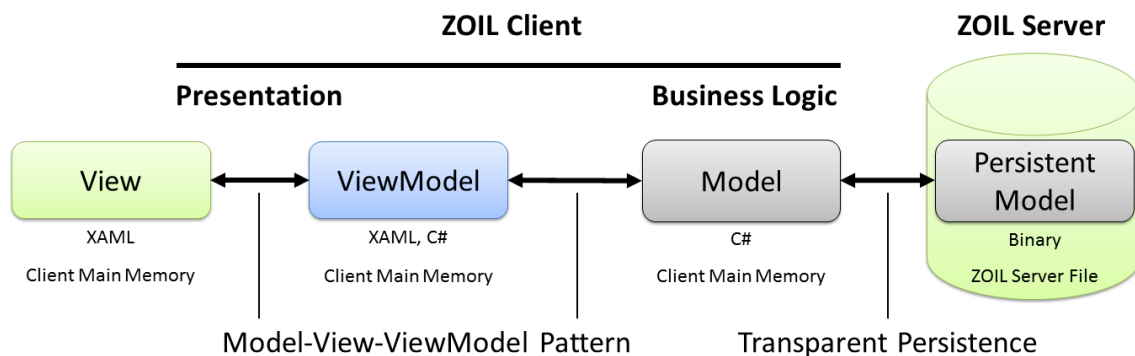 ZOIL Client
ZOIL Server
Presentation
Business Logic
View
ViewModel
Model
Persistent
Model
XAML
XAML, C#
C#
Binary
Client Main Memory
Client Main Memory
Client Main Memory
ZOIL Server File
Model-View-ViewModel Pattern
Transparent Persistence